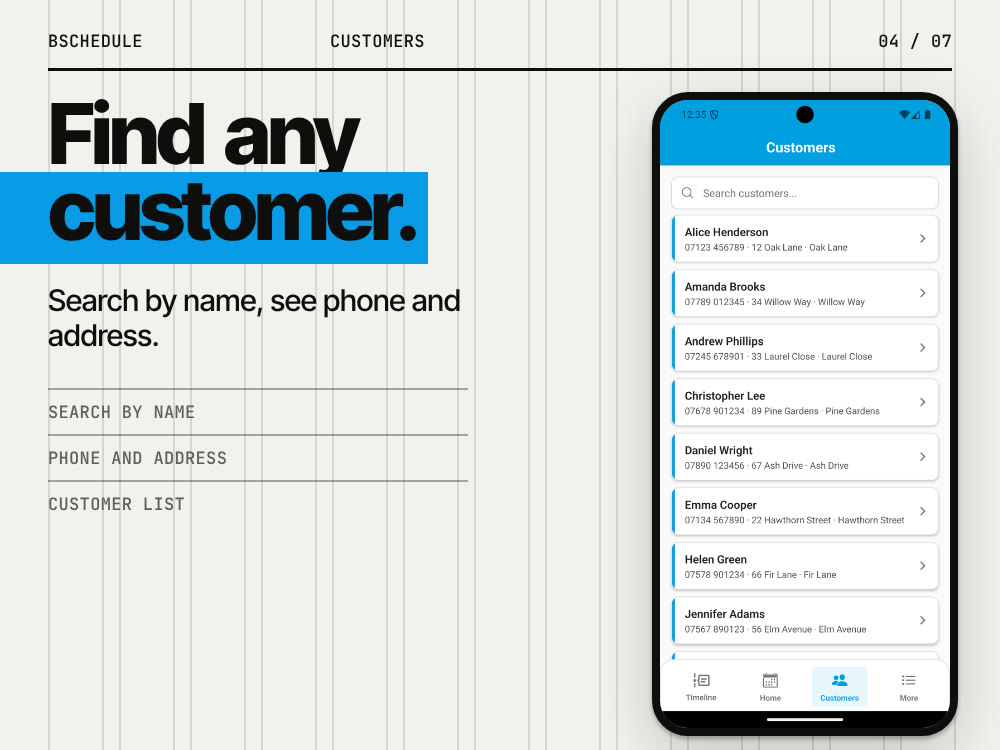 BSCHEDULE
CUSTOMERS
04 / 07
Find any
customer.
Search by name, see phone and
address.
SEARCH BY NAME
PHONE AND ADDRESS
CUSTOMER LIST
12:35
Customers
Search customers...
Alice Henderson
07123 456789 · 12 Oak Lane · Oak Lane
Amanda Brooks
07789 012345 · 34 Willow Way · Willow Way
Andrew Phillips
07245 678901 · 33 Laurel Close · Laurel Close
Christopher Lee
07678 901234 · 89 Pine Gardens · Pine Gardens
Daniel Wright
07890 123456 · 67 Ash Drive · Ash Drive
Emma Cooper
07134 567890 · 22 Hawthorn Street · Hawthorn Street
Helen Green
07578 901234 · 66 Fir Lane · Fir Lane
Jennifer Adams
07567 890123 · 56 Elm Avenue · Elm Avenue
Timeline
Home
Customers
More